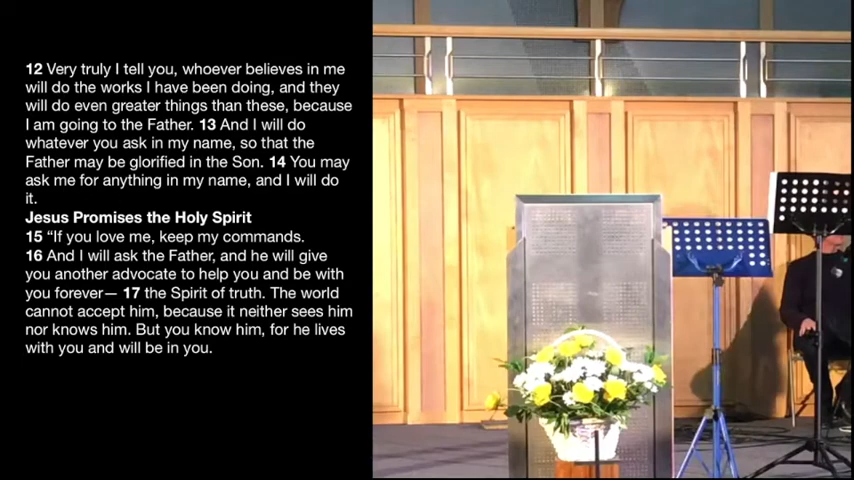 12 Very truly I tell you, whoever believes in me
will do the works I have been doing, and they
will do even greater things than these, because
I am going to the Father. 13 And I will do
whatever you ask in my name, so that the
Father may be glorified in the Son. 14 You may
ask me for anything in my name, and I will do
it.
Jesus Promises the Holy Spirit
15 “If you love me, keep my commands.
16 And I will ask the Father, and he will give
you another advocate to help you and be with
you forever— 17 the Spirit of truth. The world
cannot accept him, because it neither sees him
nor knows him. But you know him, for he lives
with you and will be in you.